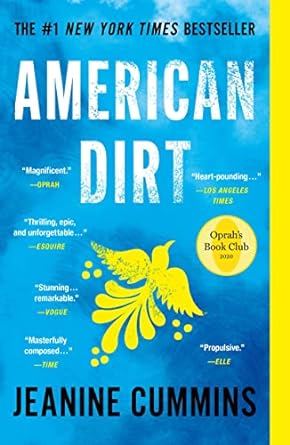 THE #1 NEW YORK TIMES BESTSELLER
AMERICAN
DIRT
"Magnificent."
—OPRAH
"Heart-pounding..."
—LOS ANGELES
TIMES
"Thrilling, epic,
and unforgettable..."
—ESQUIRE
Oprah's
Book Club
2020
"Stunning...
remarkable."
—VOGUE
"Masterfully
composed..."
—TIME
"Propulsive."
—ELLE
JEANINE CUMMINS